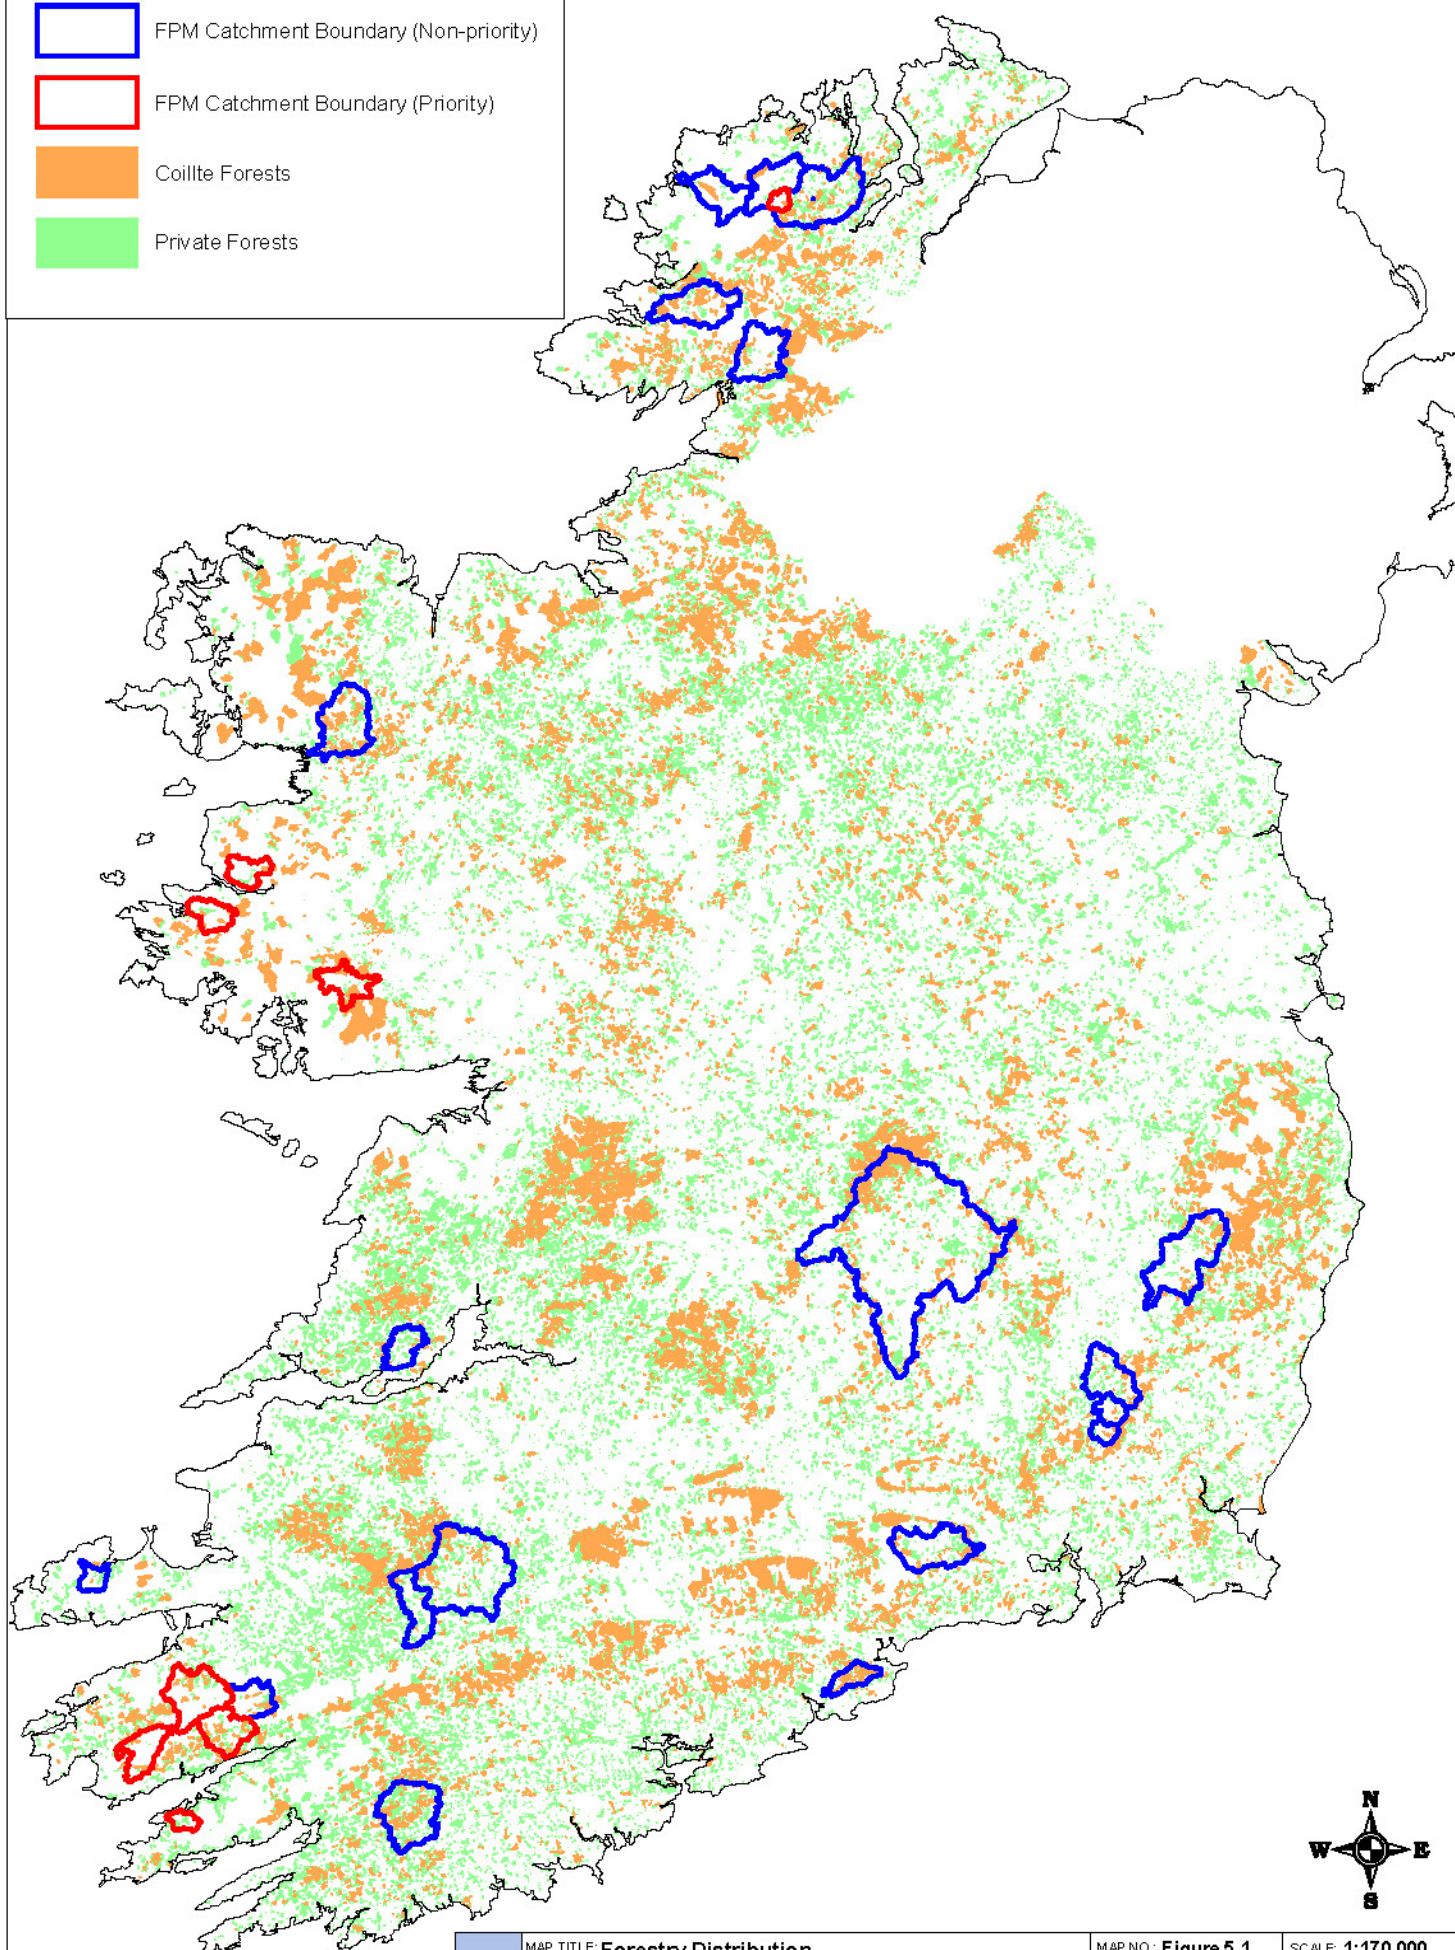 FPM Catchment Boundary (Non-priority)
FPM Catchment Boundary (Priority)
Coillte Forests
Private Forests
N
W E
S
MAP TITLE: Forestry Distribution
MAP NO.: Figure 5.1
SCALE: 1:170,000